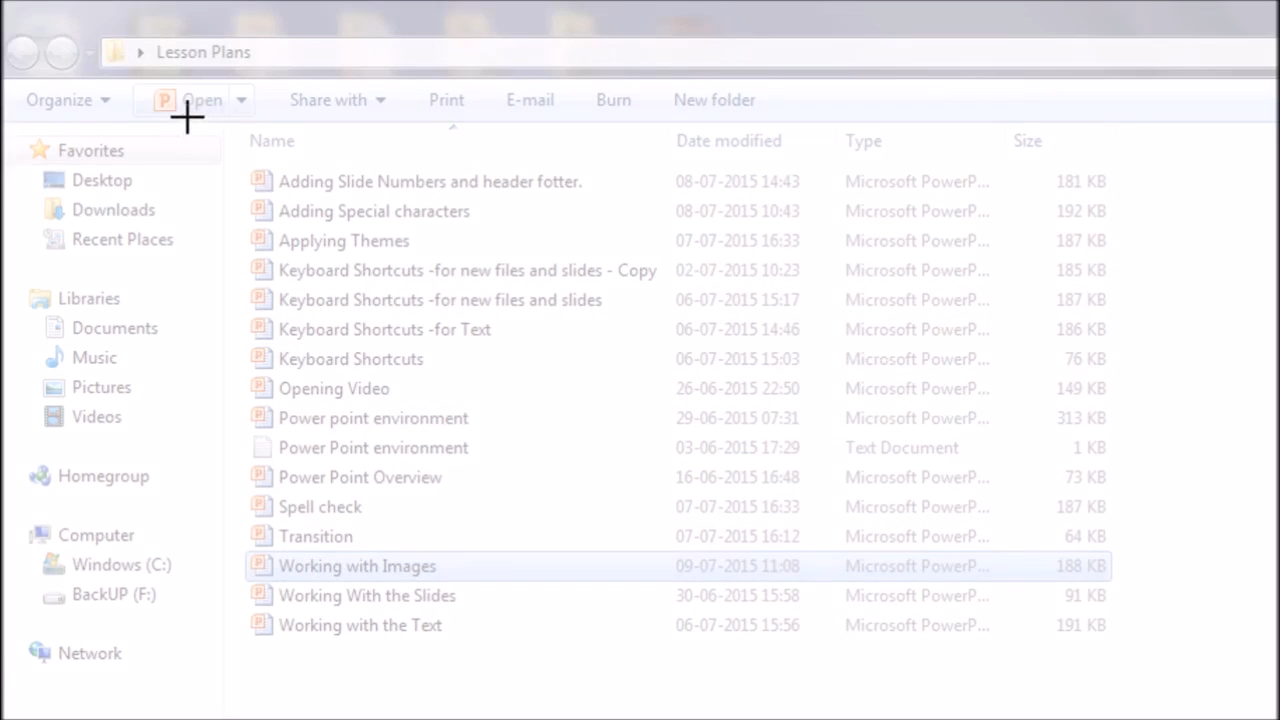 Lesson Plans
Organize Open Share with Print E-mail Burn New folder
Name Date modified Type Size
Favorites
Desktop
Downloads
Recent Places
Libraries
Documents
Music
Pictures
Videos
Homegroup
Computer
Windows (C:)
BackUP (F:)
Network
Adding Slide Numbers and header fotter. 08-07-2015 14:43 Microsoft PowerP... 181 KB
Adding Special characters 08-07-2015 10:43 Microsoft PowerP... 192 KB
Applying Themes 07-07-2015 16:33 Microsoft PowerP... 187 KB
Keyboard Shortcuts -for new files and slides - Copy 02-07-2015 10:23 Microsoft PowerP... 185 KB
Keyboard Shortcuts -for new files and slides 06-07-2015 15:17 Microsoft PowerP... 187 KB
Keyboard Shortcuts -for Text 06-07-2015 14:46 Microsoft PowerP... 186 KB
Keyboard Shortcuts 06-07-2015 15:03 Microsoft PowerP... 76 KB
Opening Video 26-06-2015 22:50 Microsoft PowerP... 149 KB
Power point environment 29-06-2015 07:31 Microsoft PowerP... 313 KB
Power Point environment 03-06-2015 17:29 Text Document 1 KB
Power Point Overview 16-06-2015 16:48 Microsoft PowerP... 73 KB
Spell check 07-07-2015 16:33 Microsoft PowerP... 187 KB
Transition 07-07-2015 16:12 Microsoft PowerP... 64 KB
Working with Images 09-07-2015 11:08 Microsoft PowerP... 188 KB
Working With the Slides 30-06-2015 15:58 Microsoft PowerP... 91 KB
Working with the Text 06-07-2015 15:56 Microsoft PowerP... 191 KB